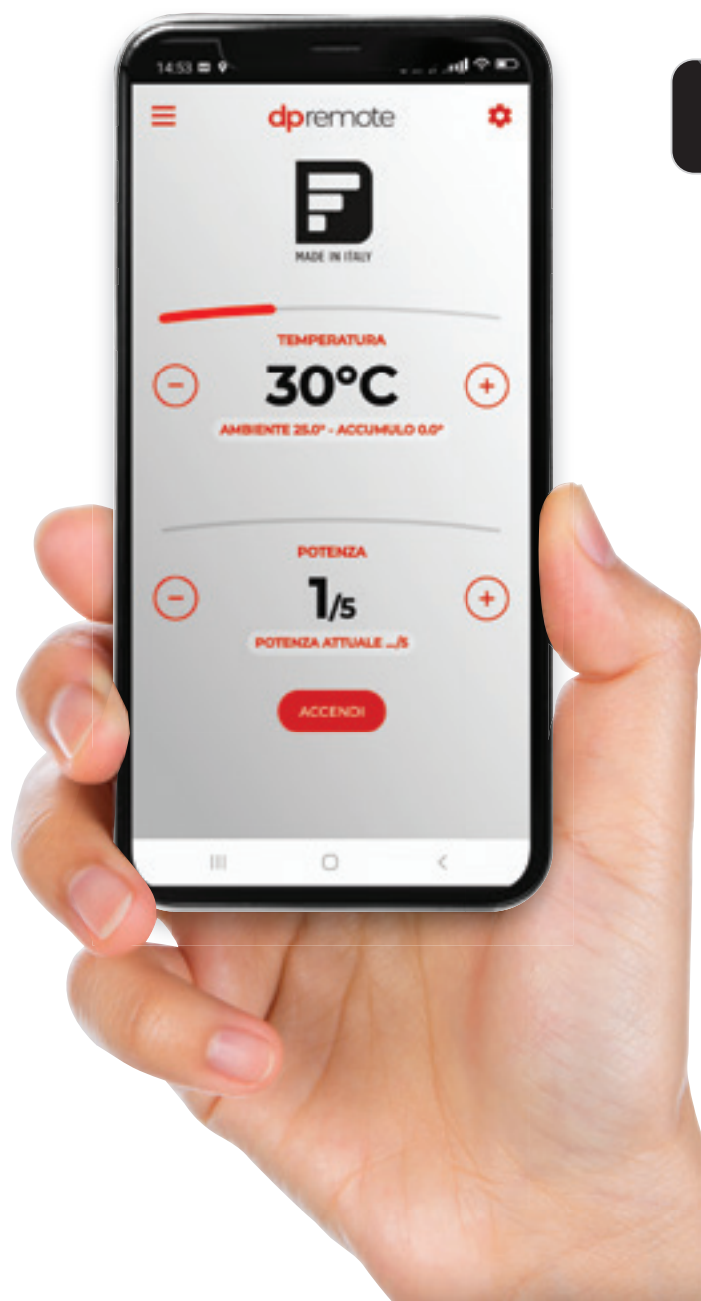 14:53
dpremote
MADE IN ITALY
TEMPERATURA
30°C
AMBIENTE 25.0° - ACCUMULO 0.0°
POTENZA
1/5
POTENZA ATTUALE .../5
ACCENDI